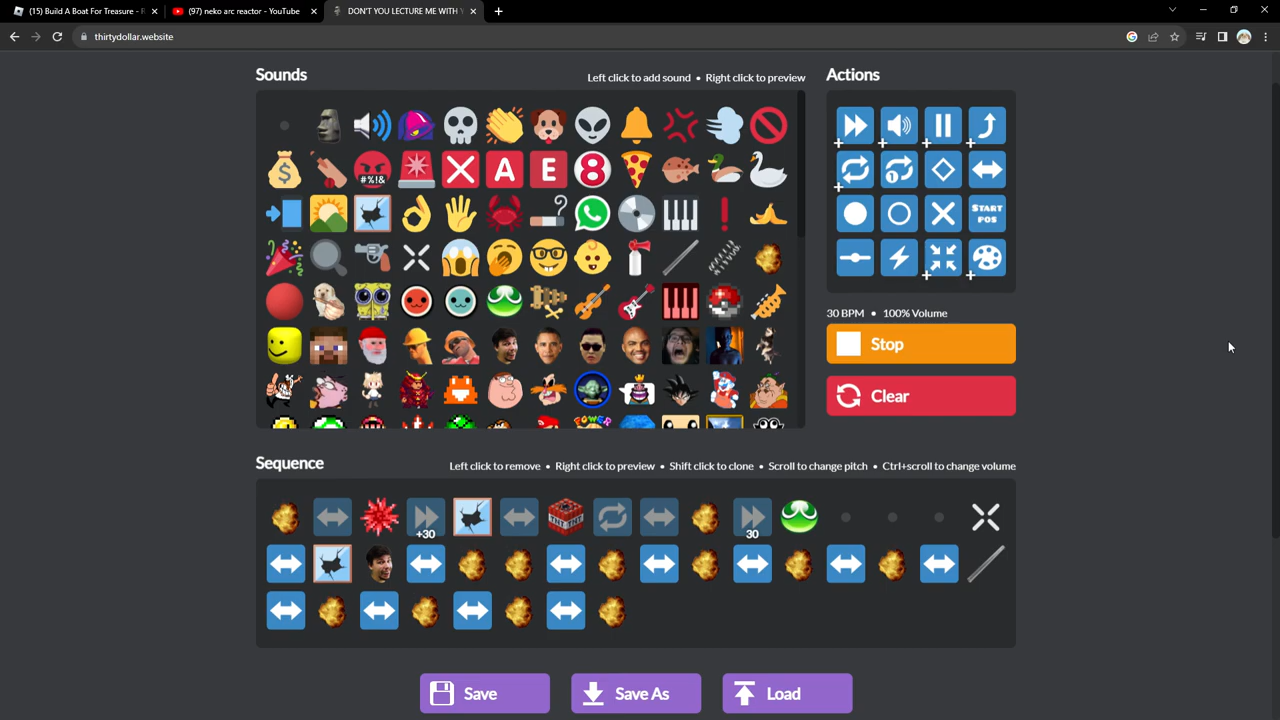 (15) Build A Boat For Treasure - R
(97) neko arc reactor - YouTube
DON'T YOU LECTURE ME WITH Y
thirtydollar.website
Sounds
Left click to add sound • Right click to preview
Actions
#%!&
A
E
8
1
START
POS
30 BPM • 100% Volume
Stop
Clear
POWER
Sequence
Left click to remove • Right click to preview • Shift click to clone • Scroll to change pitch • Ctrl+scroll to change volume
+30
TNT
30
Save
Save As
Load